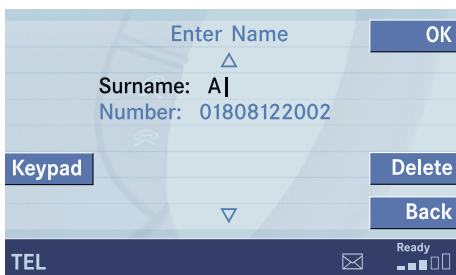 Enter Name
OK
Surname: A
Number: 01808122002
Keypad
Delete
Back
TEL
Ready